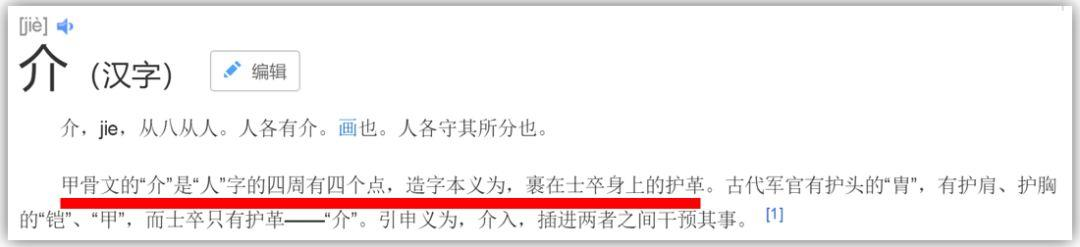 [jiè]
介（汉字） 编辑
介，jie，从八从人。人各有介。画也。人各守其所分也。
甲骨文的“介”是“人”字的四周有四个点，造字本义为，裹在士卒身上的护革。古代军官有护头的“胄”，有护肩、护胸
的“铠”、“甲”，而士卒只有护革——“介”。引申义为，介入，插进两者之间干预其事。 [1]